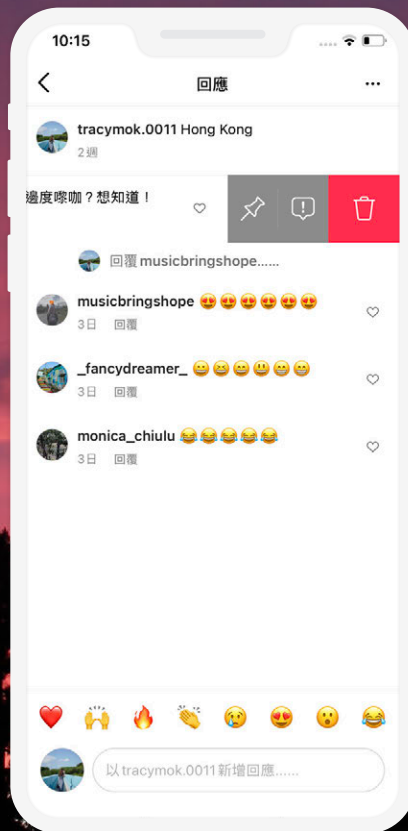 10:15
回應
tracymok.0011 Hong Kong
2週
邊度嚟咖？想知道！
回覆 musicbringshope......
musicbringshope 😍😍😍😍😍😍
3日 回覆
_fancydreamer_ 😄😆😄😃😁😁
3日 回覆
monica_chiulu 😂😂😂😂😂
3日 回覆
❤️ 🙌 🔥 👏 😢 😍 😮 😂
以 tracymok.0011 新增回應......